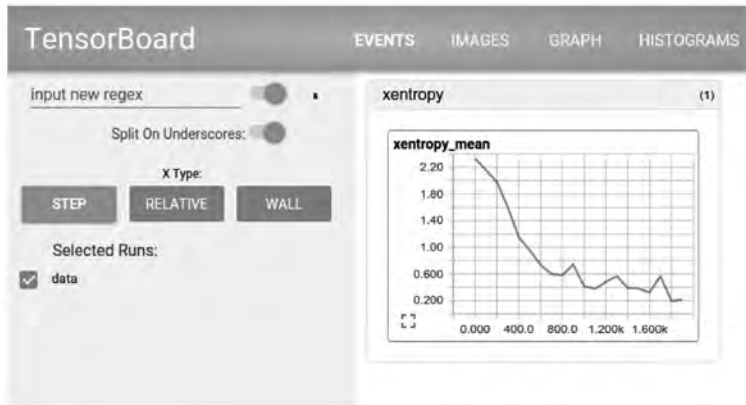 TensorBoard
EVENTS IMAGES GRAPH HISTOGRAMS
input new regex
Split On Underscores:
X Type:
STEP RELATIVE WALL
Selected Runs:
data
xentropy (1)
xentropy_mean
2.20
1.80
1.40
1.00
0.600
0.200
0.000 400.0 800.0 1.200k 1.600k